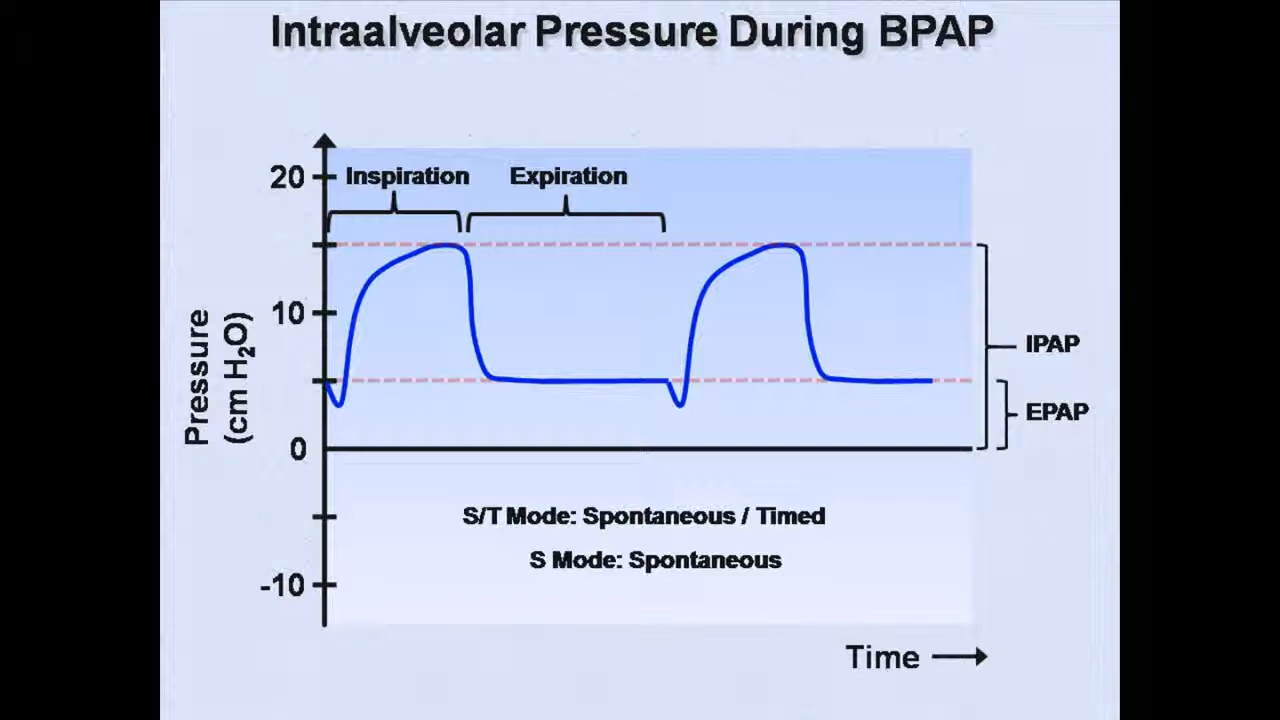 Intraalveolar Pressure During BPAP
20
Inspiration
Expiration
10
Pressure
(cm H₂O)
IPAP
EPAP
0
S/T Mode: Spontaneous / Timed
S Mode: Spontaneous
-10
Time